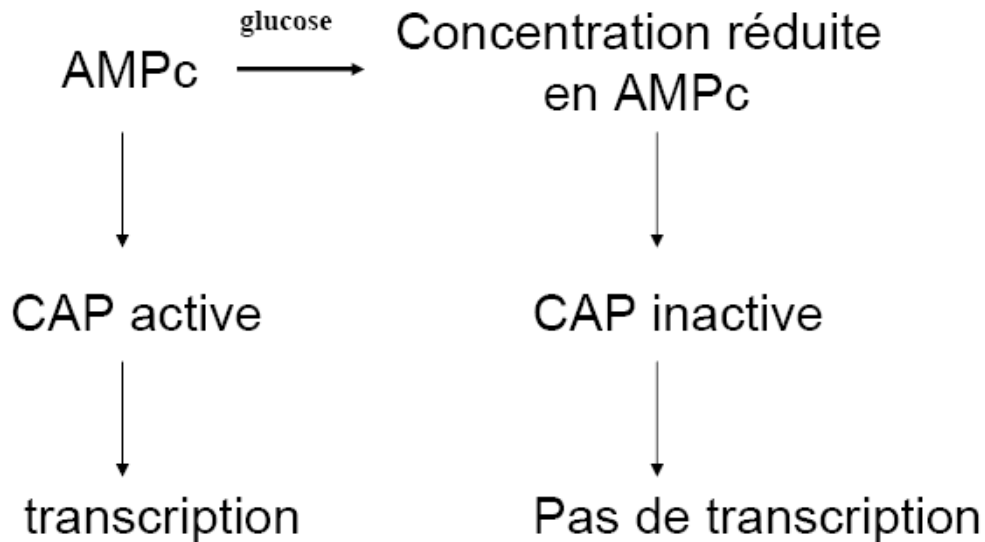 glucose
AMPc
Concentration réduite
en AMPc
CAP active
CAP inactive
transcription
Pas de transcription